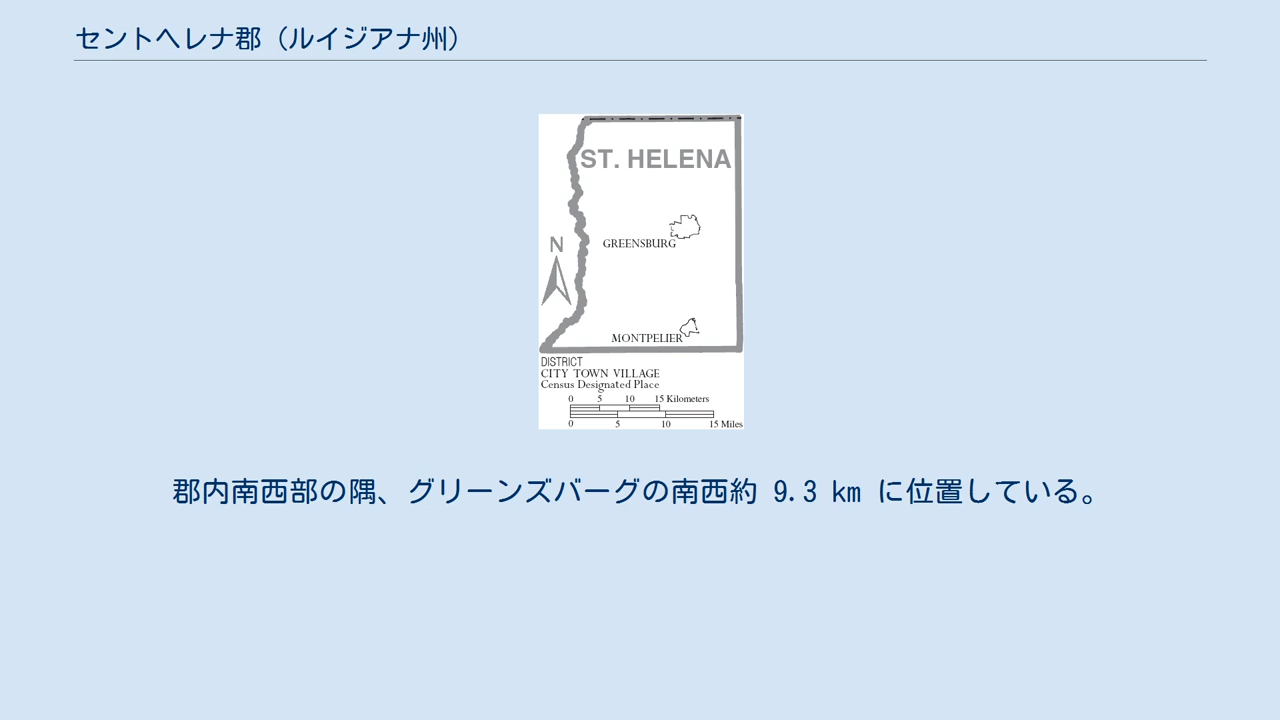 セントヘレナ郡（ルイジアナ州）
ST. HELENA
GREENSBURG
N
MONTPELIER
DISTRICT
CITY TOWN VILLAGE
Census Designated Place
0 5 10 15 Kilometers
0 5 10 15 Miles
郡内南西部の隅、グリーンズバーグの南西約 9.3 km に位置している。